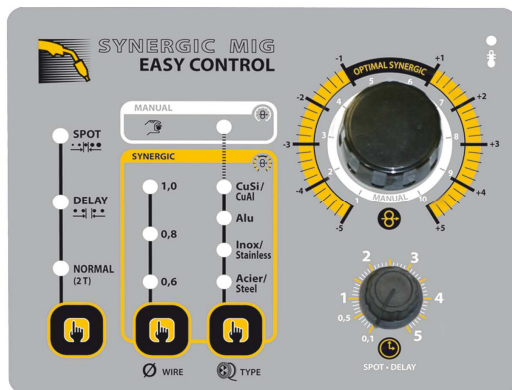 SYNERGIC MIG
EASY CONTROL
SPOT
DELAY
NORMAL
(2 T)
MANUAL
SYNERGIC
1,0
0,8
0,6
CuSi/
CuAl
Alu
Inox/
Stainless
Acier/
Steel
Ø WIRE
TYPE
OPTIMAL SYNERGIC
-1
+1
-2
+2
-3
+3
-4
+4
-5
+5
1
2
3
4
5
6
7
8
9
10
MANUAL
0,1
0,5
1
2
3
4
5
SPOT • DELAY